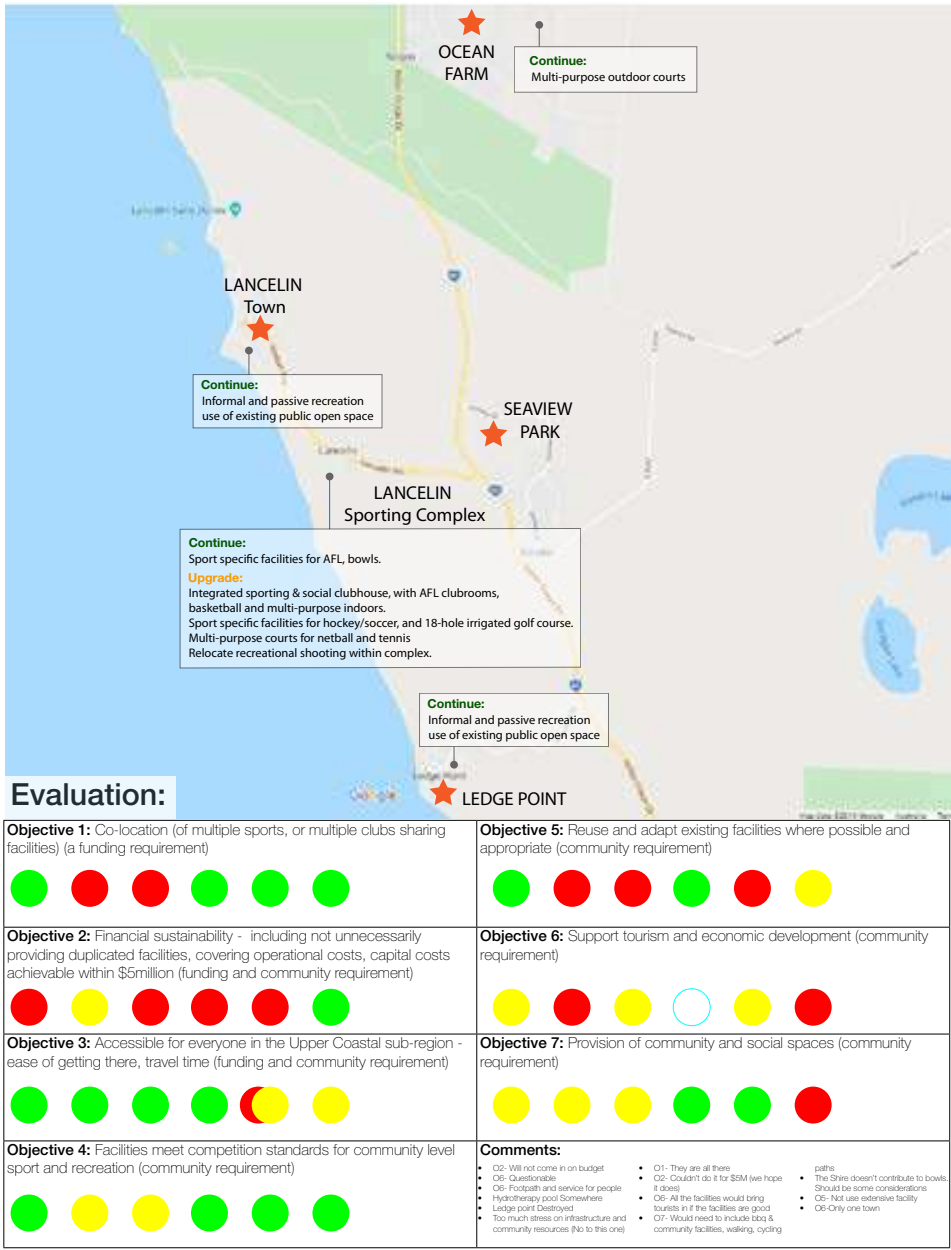 OCEAN
FARM
Continue:
Multi-purpose outdoor courts
LANCELIN
Town
Continue:
Informal and passive recreation
use of existing public open space
SEAVIEW
PARK
LANCELIN
Sporting Complex
Continue:
Sport specific facilities for AFL, bowls.
Upgrade:
Integrated sporting & social clubhouse, with AFL clubrooms,
basketball and multi-purpose indoors.
Sport specific facilities for hockey/soccer, and 18-hole irrigated golf course.
Multi-purpose courts for netball and tennis
Relocate recreational shooting within complex.
Continue:
Informal and passive recreation
use of existing public open space
Ledge Point
Google
LEDGE POINT
Evaluation:
Objective 1: Co-location (of multiple sports, or multiple clubs sharing
facilities) (a funding requirement)
Objective 2: Financial sustainability - including not unnecessarily
providing duplicated facilities, covering operational costs, capital costs
achievable within $5million (funding and community requirement)
Objective 3: Accessible for everyone in the Upper Coastal sub-region -
ease of getting there, travel time (funding and community requirement)
Objective 4: Facilities meet competition standards for community level
sport and recreation (community requirement)
Objective 5: Reuse and adapt existing facilities where possible and
appropriate (community requirement)
Objective 6: Support tourism and economic development (community
requirement)
Objective 7: Provision of community and social spaces (community
requirement)
Comments:
• O2- Will not come in on budget
• O6- Questionable
• O6- Footpath and service for people
• Hydrotherapy pool Somewhere
• Ledge point Destroyed
• Too much stress on infrastructure and
community resources (No to this one)
• O1- They are all there
• O2- Couldn't do it for $5M (we hope
it does)
• O6- All the facilities would bring
tourists in if the facilities are good
• O7- Would need to include bbq &
community facilities, walking, cycling
paths
• The Shire doesn't contribute to bowls.
Should be some considerations
• O5- Not use extensive facility
• O6-Only one town